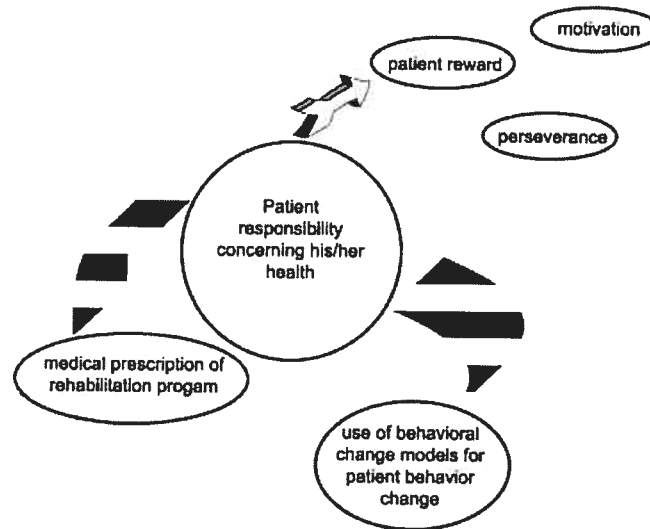 motivation
patient reward
perseverance
Patient
responsibility
concerning his/her
health
medical prescription of
rehabilitation progam
use of behavioral
change models for
patient behavior
change